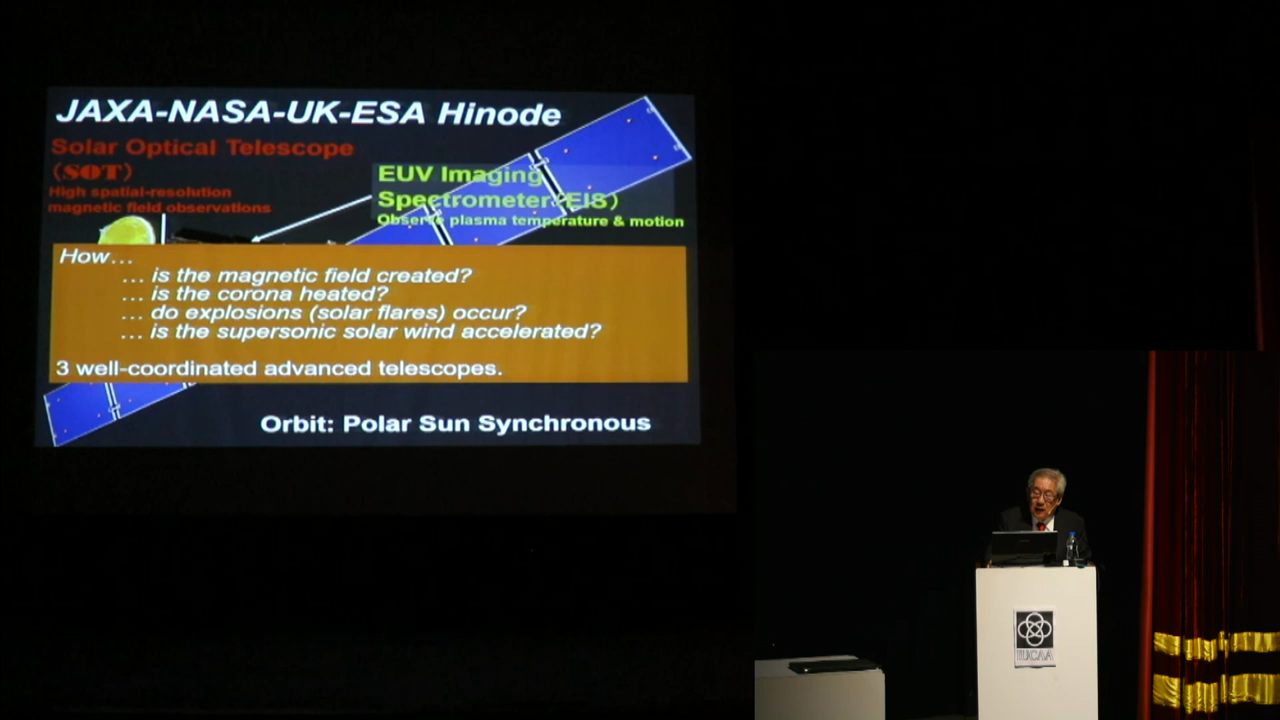 JAXA-NASA-UK-ESA Hinode
Solar Optical Telescope
(SOT)
High spatial-resolution
magnetic field observations
EUV Imaging
Spectrometer (EIS)
Observe plasma temperature & motion
How...
... is the magnetic field created?
... is the corona heated?
... do explosions (solar flares) occur?
... is the supersonic solar wind accelerated?
3 well-coordinated advanced telescopes.
Orbit: Polar Sun Synchronous
IUCAA